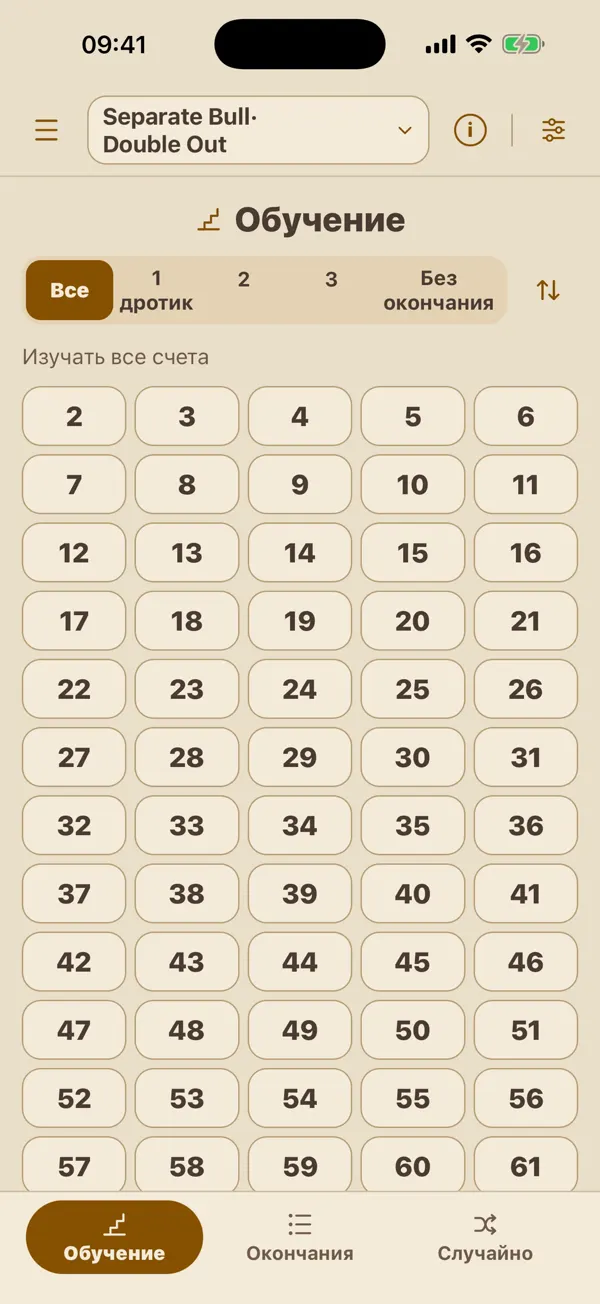 09:41
Separate Bull·
Double Out
Обучение
Все
1
дротик
2
3
Без
окончания
Изучать все счета
2 3 4 5 6
7 8 9 10 11
12 13 14 15 16
17 18 19 20 21
22 23 24 25 26
27 28 29 30 31
32 33 34 35 36
37 38 39 40 41
42 43 44 45 46
47 48 49 50 51
52 53 54 55 56
57 58 59 60 61
Обучение
Окончания
Случайно